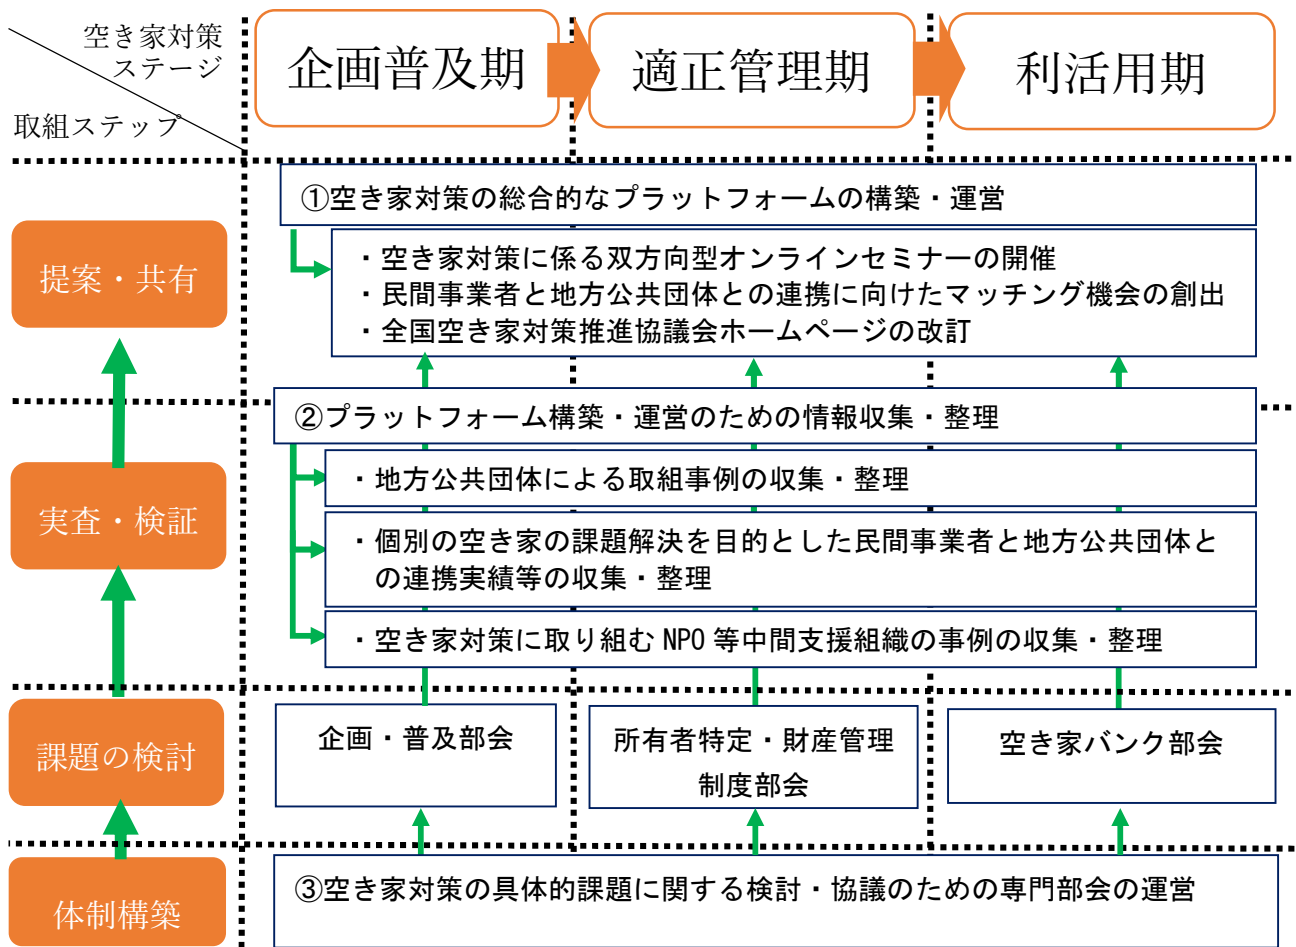 空き家対策
ステージ
取組ステップ
企画普及期
適正管理期
利活用期
①空き家対策の総合的なプラットフォームの構築・運営
提案・共有
・空き家対策に係る双方向型オンラインセミナーの開催
・民間事業者と地方公共団体との連携に向けたマッチング機会の創出
・全国空き家対策推進協議会ホームページの改訂
②プラットフォーム構築・運営のための情報収集・整理
実査・検証
・地方公共団体による取組事例の収集・整理
・個別の空き家の課題解決を目的とした民間事業者と地方公共団体と
の連携実績等の収集・整理
・空き家対策に取り組む NPO 等中間支援組織の事例の収集・整理
課題の検討
企画・普及部会
所有者特定・財産管理
制度部会
空き家バンク部会
体制構築
③空き家対策の具体的課題に関する検討・協議のための専門部会の運営